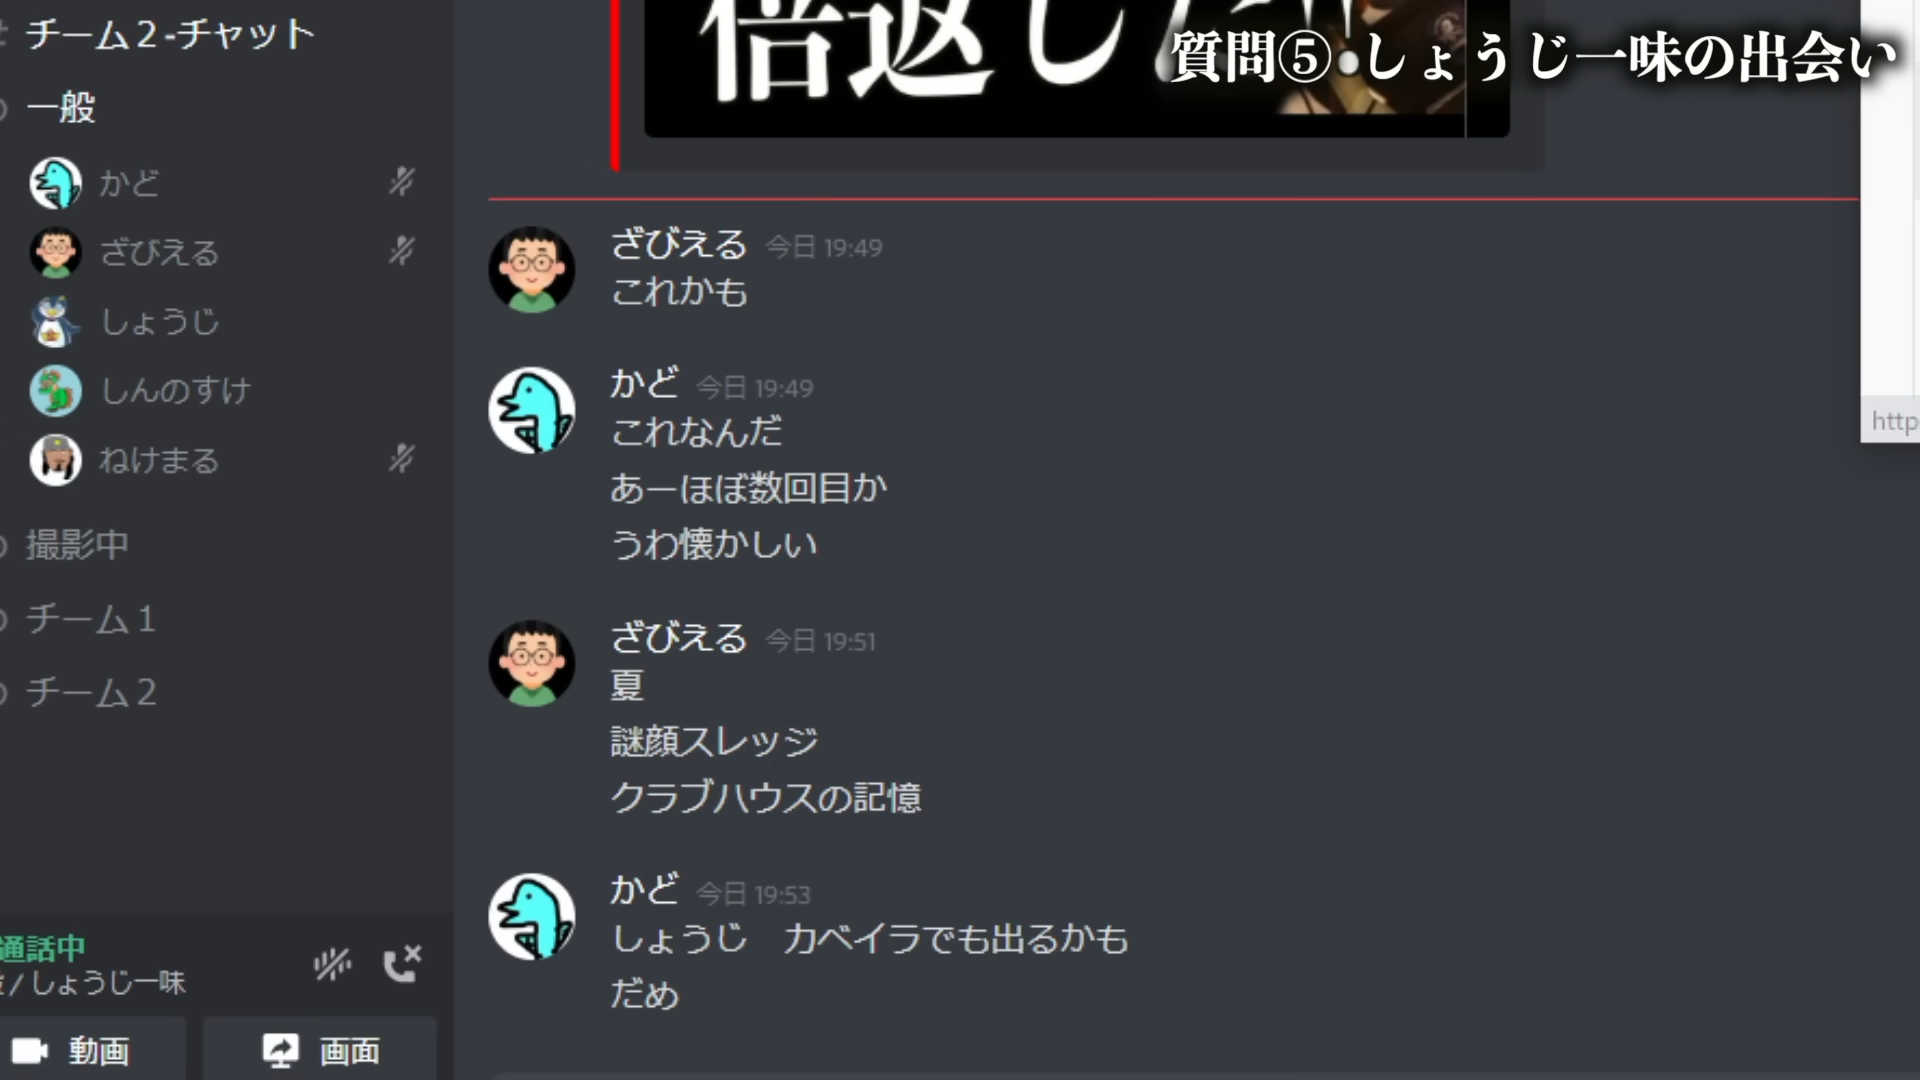 チーム２-チャット
一般
かど
ざびえる
しょうじ
しんのすけ
ねけまる
撮影中
チーム１
チーム２
通話中
/ しょうじ一味
動画
画面
倍返し
質問⑤ しょうじ一味の出会い
ざびえる 今日 19:49
これかも
かど 今日 19:49
これなんだ
あーほぼ数回目か
うわ懐かしい
ざびえる 今日 19:51
夏
謎顔スレッジ
クラブハウスの記憶
かど 今日 19:53
しょうじ　カベイラでも出るかも
だめ
http